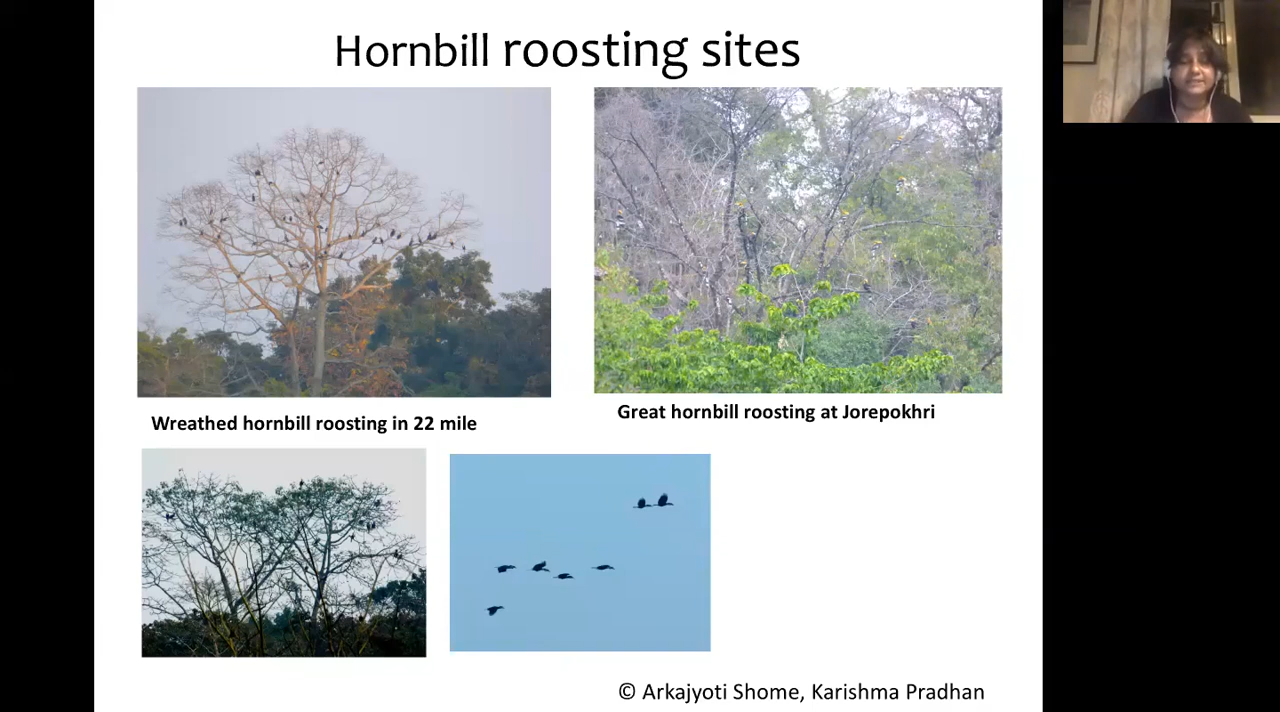 Hornbill roosting sites
Wreathed hornbill roosting in 22 mile
Great hornbill roosting at Jorepokhri
© Arkajyoti Shome, Karishma Pradhan